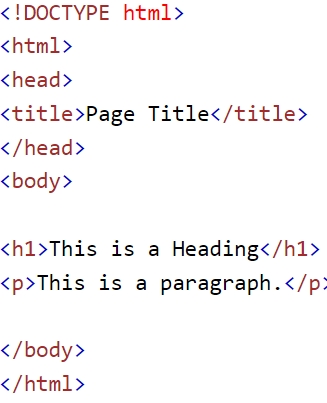 <!DOCTYPE html>
<html>
<head>
<title>Page Title</title>
</head>
<body>
<h1>This is a Heading</h1>
<p>This is a paragraph.</p>
</body>
</html>